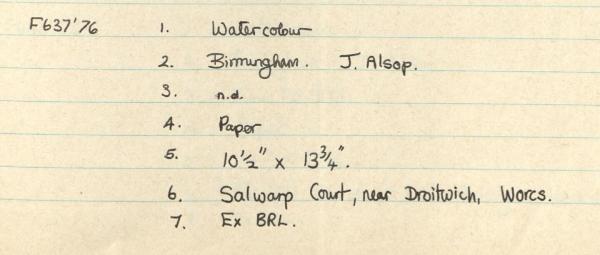 F637'76 1. Watercolour
2. Birmingham. J. Alsop.
3. n.d.
4. Paper
5. 10½" x 13¾".
6. Salwarp Court, near Droitwich, Worcs.
7. Ex BRL.